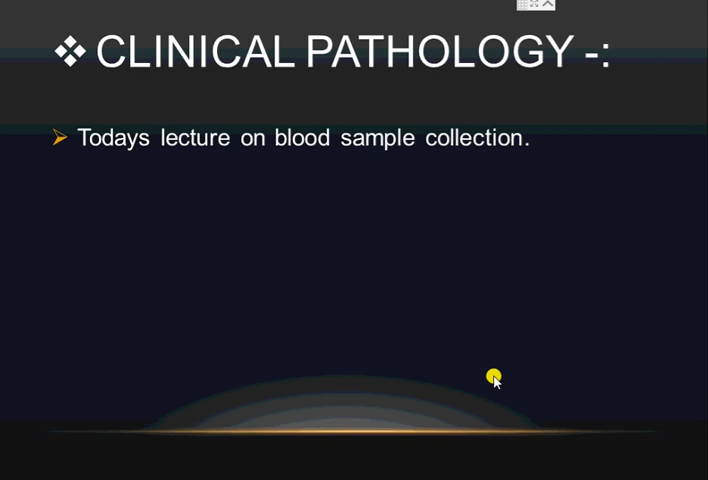 ❖ CLINICAL PATHOLOGY -:
➢ Todays lecture on blood sample collection.